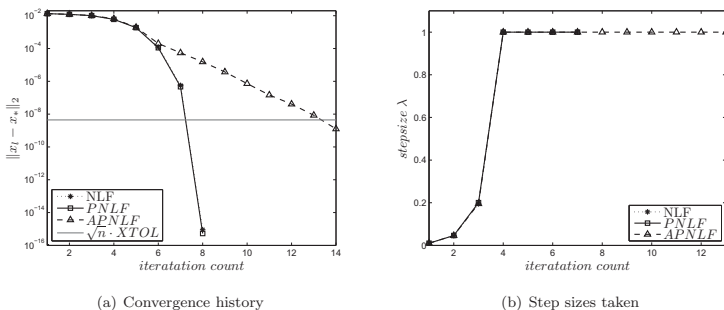 10^{-2}
10^{-4}
10^{-6}
10^{-8}
10^{-10}
10^{-12}
10^{-14}
10^{-16}
‖x_l − x_*‖_2
NLF
PNLF
APNLF
√n · XTOL
2 4 6 8 10 12 14
iteratation count
(a) Convergence history
1
0.8
0.6
0.4
0.2
0
stepsize λ
NLF
PNLF
APNLF
2 4 6 8 10 12
iteratation count
(b) Step sizes taken